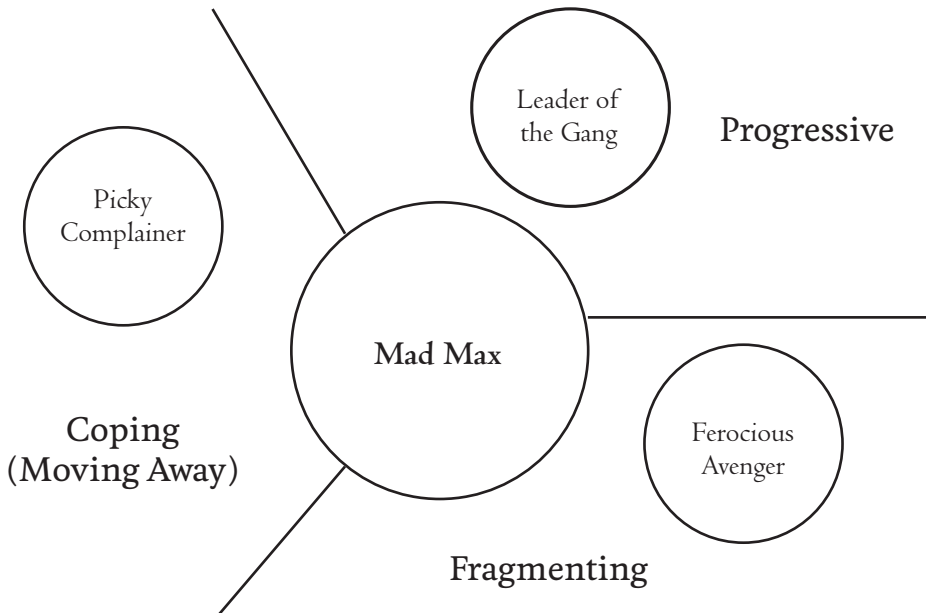 Leader of
the Gang
Progressive
Picky
Complainer
Mad Max
Coping
(Moving Away)
Ferocious
Avenger
Fragmenting